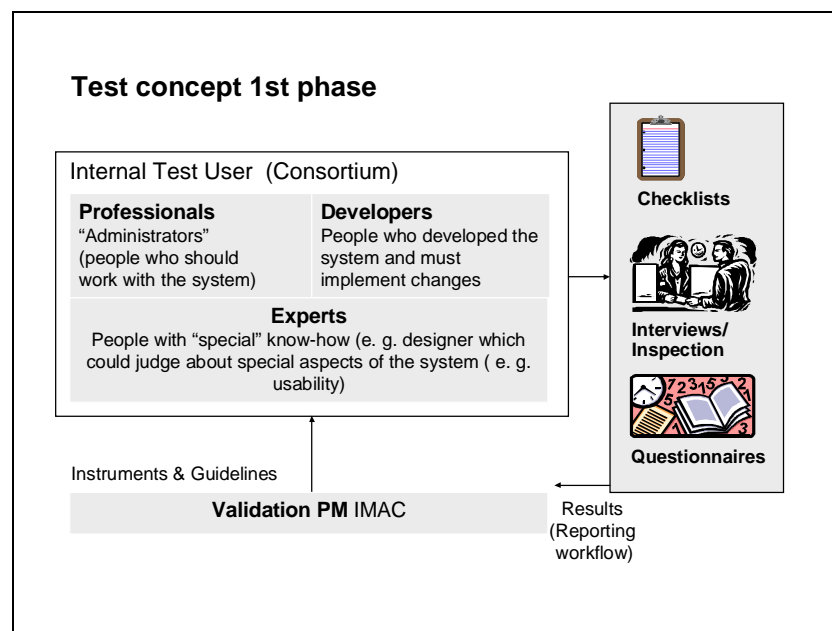 Test concept 1st phase
Internal Test User (Consortium)
Professionals
“Administrators”
(people who should
work with the system)
Developers
People who developed the
system and must
implement changes
Experts
People with “special” know-how (e. g. designer which
could judge about special aspects of the system ( e. g.
usability)
Checklists
Interviews/
Inspection
Questionnaires
Instruments & Guidelines
Validation PM IMAC
Results
(Reporting
workflow)